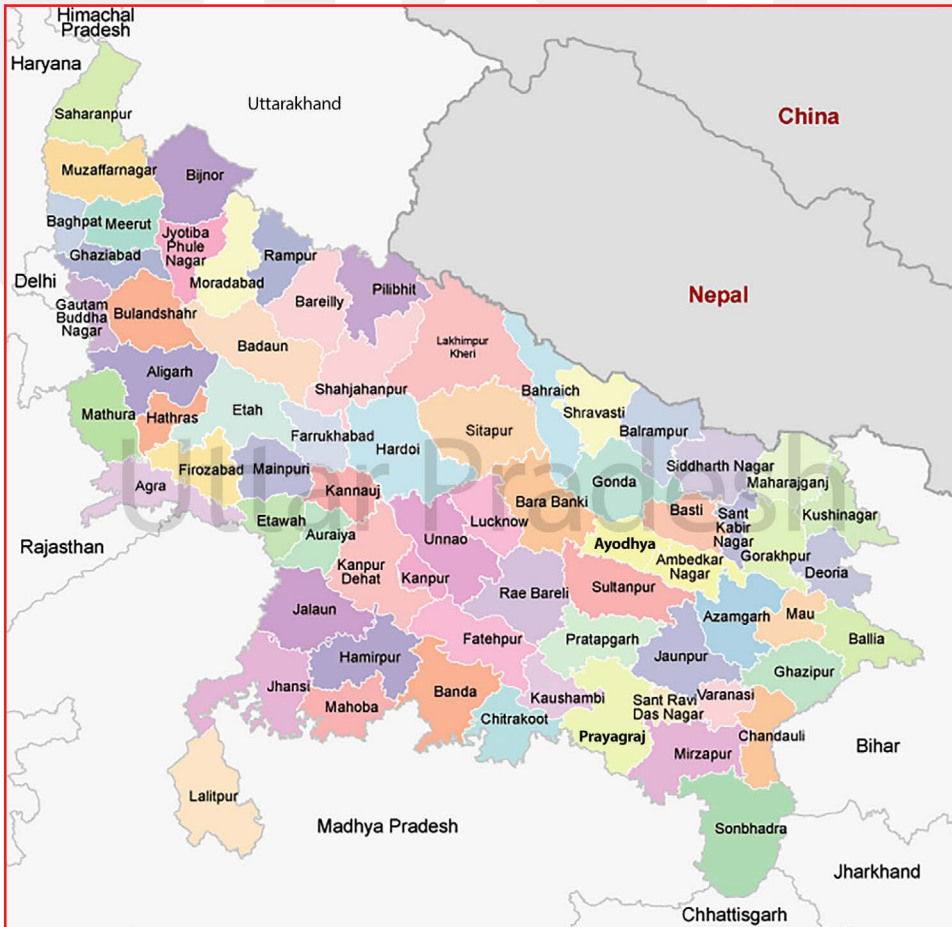 Himachal
Pradesh
Haryana
Uttarakhand
China
Saharanpur
Muzaffarnagar
Bijnor
Baghpat
Meerut
Jyotiba
Phule
Nagar
Ghaziabad
Rampur
Delhi
Moradabad
Bareilly
Pilibhit
Nepal
Gautam
Buddha
Nagar
Bulandshahr
Badaun
Lakhimpur
Kheri
Aligarh
Shahjahanpur
Bahraich
Mathura
Hathras
Etah
Shravasti
Farrukhabad
Hardoi
Sitapur
Balrampur
Uttar Pradesh
Firozabad
Mainpuri
Siddharth Nagar
Maharajganj
Agra
Kannauj
Gonda
Bara Banki
Basti
Sant
Kabir
Nagar
Kushinagar
Etawah
Auraiya
Unnao
Lucknow
Rajasthan
Ayodhya
Ambedkar
Nagar
Gorakhpur
Deoria
Kanpur
Dehat
Kanpur
Rae Bareli
Sultanpur
Jalaun
Azamgarh
Mau
Ballia
Fatehpur
Pratapgarh
Hamirpur
Jaunpur
Ghazipur
Jhansi
Mahoba
Banda
Kaushambi
Sant Ravi
Das Nagar
Varanasi
Chitrakoot
Prayagraj
Chandauli
Mirzapur
Bihar
Lalitpur
Madhya Pradesh
Sonbhadra
Jharkhand
Chhattisgarh